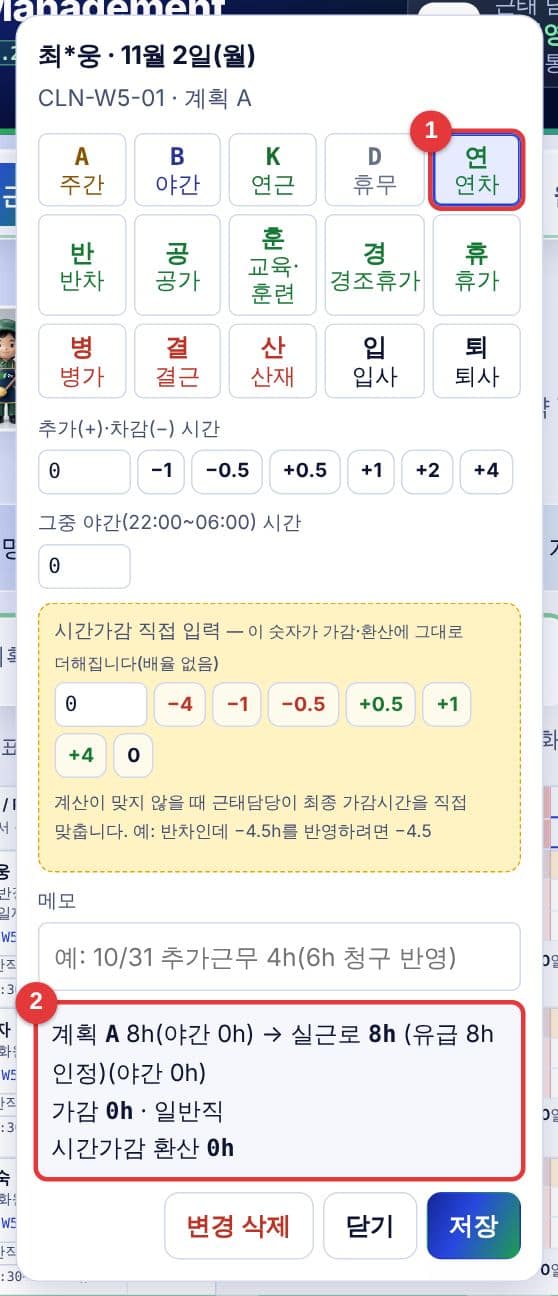 Management
근태 담
최*웅 · 11월 2일(월)
CLN-W5-01 · 계획 A
1
A
주간
B
야간
K
연근
D
휴무
연
연차
반
반차
공
공가
훈
교육·
훈련
경
경조휴가
휴
휴가
병
병가
결
결근
산
산재
입
입사
퇴
퇴사
추가(+)·차감(−) 시간
0 −1 −0.5 +0.5 +1 +2 +4
그중 야간(22:00~06:00) 시간
0
시간가감 직접 입력 — 이 숫자가 가감·환산에 그대로
더해집니다(배율 없음)
0 −4 −1 −0.5 +0.5 +1
+4 0
계산이 맞지 않을 때 근태담당이 최종 가감시간을 직접
맞춥니다. 예: 반차인데 −4.5h를 반영하려면 −4.5
메모
예: 10/31 추가근무 4h(6h 청구 반영)
2
계획 A 8h(야간 0h) → 실근로 8h (유급 8h
인정)(야간 0h)
가감 0h · 일반직
시간가감 환산 0h
변경 삭제 닫기 저장